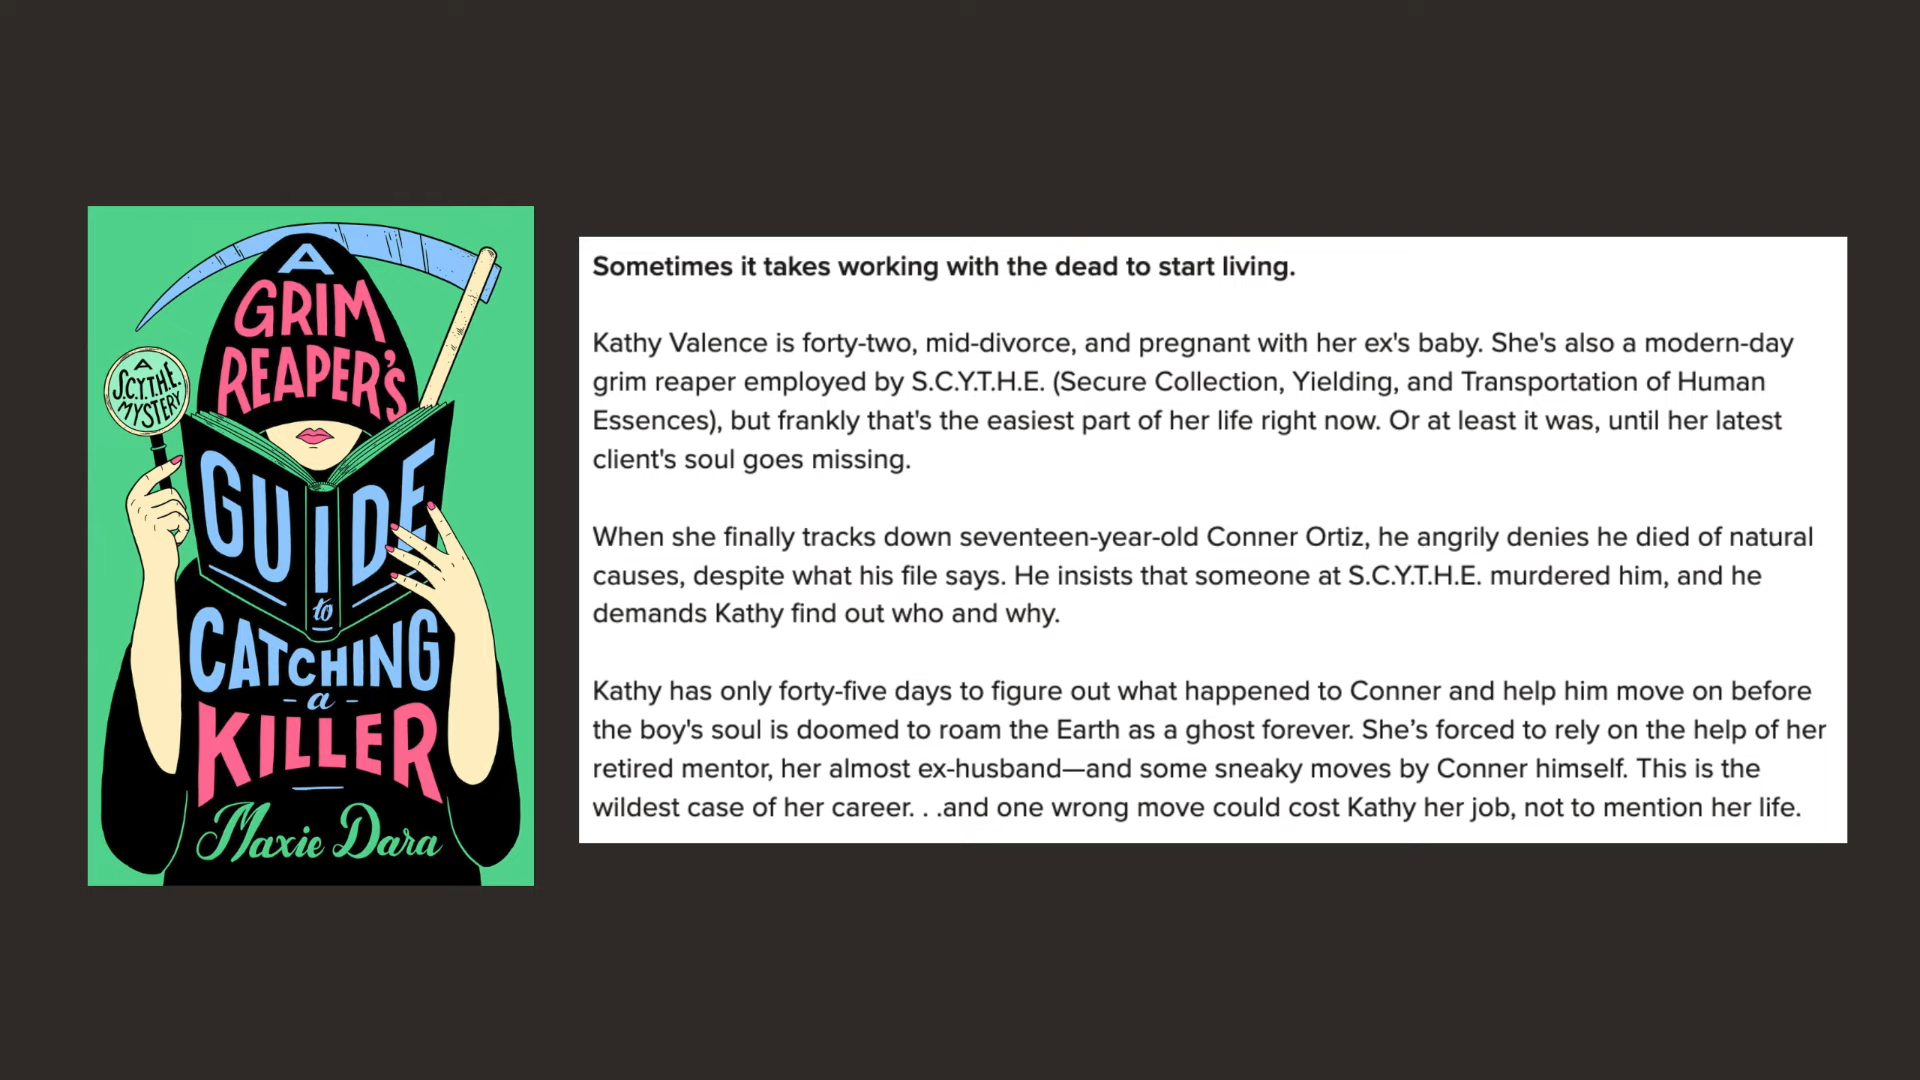 A
GRIM
REAPER'S
A
S.C.Y.T.H.E.
MYSTERY
GUIDE
to
CATCHING
- a -
KILLER
Maxie Dara
Sometimes it takes working with the dead to start living.
Kathy Valence is forty-two, mid-divorce, and pregnant with her ex's baby. She's also a modern-day
grim reaper employed by S.C.Y.T.H.E. (Secure Collection, Yielding, and Transportation of Human
Essences), but frankly that's the easiest part of her life right now. Or at least it was, until her latest
client's soul goes missing.
When she finally tracks down seventeen-year-old Conner Ortiz, he angrily denies he died of natural
causes, despite what his file says. He insists that someone at S.C.Y.T.H.E. murdered him, and he
demands Kathy find out who and why.
Kathy has only forty-five days to figure out what happened to Conner and help him move on before
the boy's soul is doomed to roam the Earth as a ghost forever. She’s forced to rely on the help of her
retired mentor, her almost ex-husband—and some sneaky moves by Conner himself. This is the
wildest case of her career. . .and one wrong move could cost Kathy her job, not to mention her life.